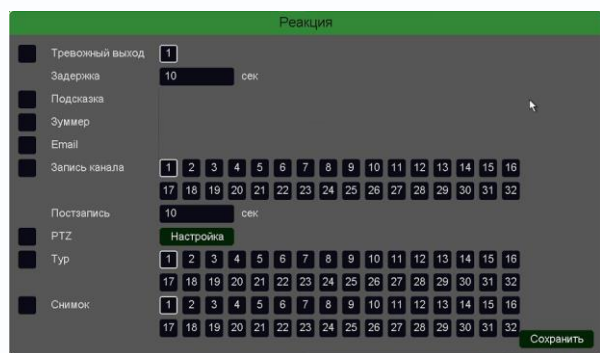 Реакция
Тревожный выход 1
Задержка 10 сек
Подсказка
Зуммер
Email
Запись канала 1 2 3 4 5 6 7 8 9 10 11 12 13 14 15 16
17 18 19 20 21 22 23 24 25 26 27 28 29 30 31 32
Постзапись 10 сек
PTZ Настройка
Тур 1 2 3 4 5 6 7 8 9 10 11 12 13 14 15 16
17 18 19 20 21 22 23 24 25 26 27 28 29 30 31 32
Снимок 1 2 3 4 5 6 7 8 9 10 11 12 13 14 15 16
17 18 19 20 21 22 23 24 25 26 27 28 29 30 31 32
Сохранить